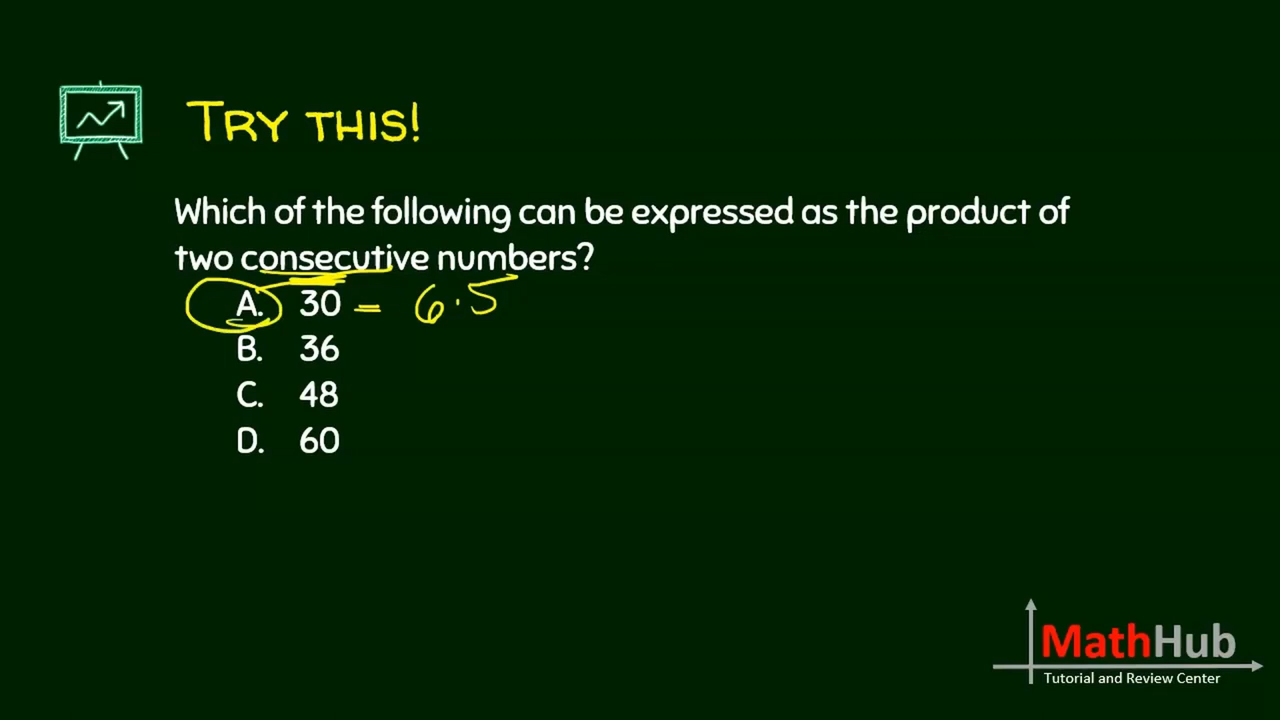 TRY THIS!
Which of the following can be expressed as the product of
two consecutive numbers?
A. 30 = 6·5
B. 36
C. 48
D. 60
MathHub
Tutorial and Review Center